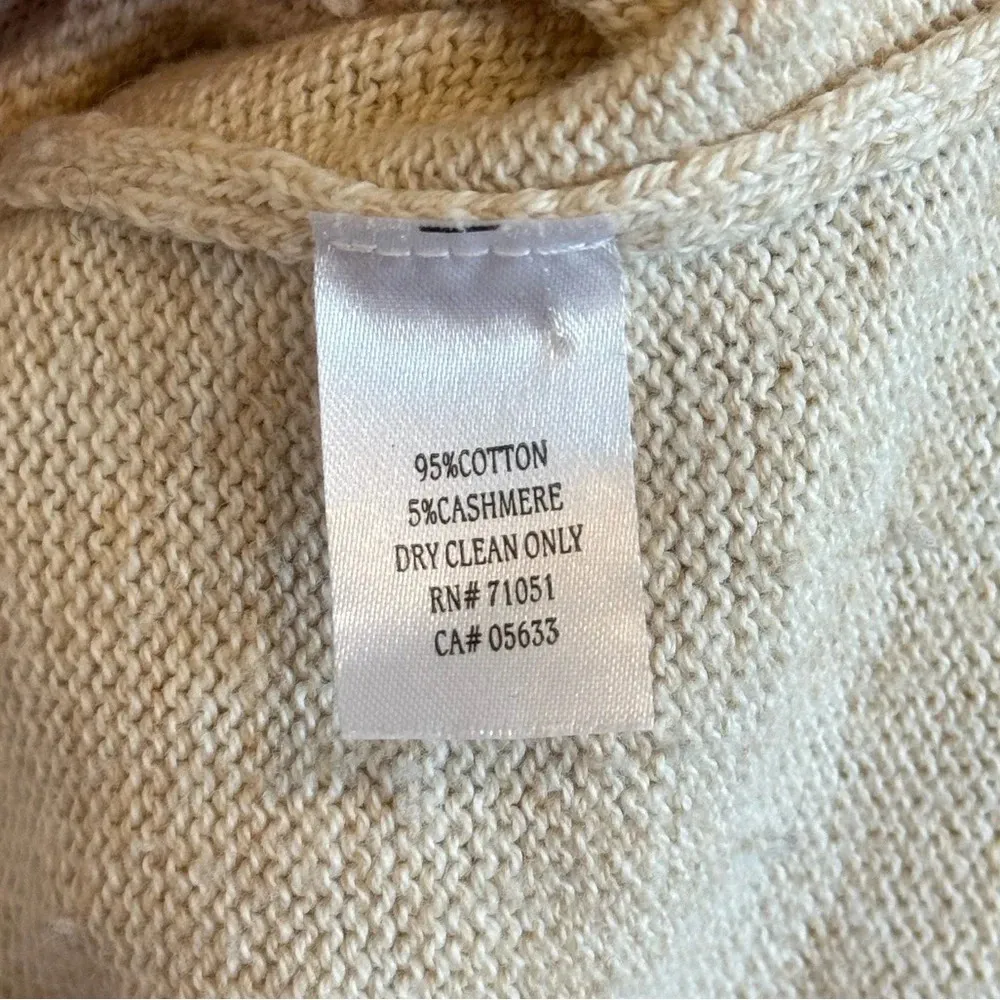 95%COTTON
5%CASHMERE
DRY CLEAN ONLY
RN# 71051
CA# 05633